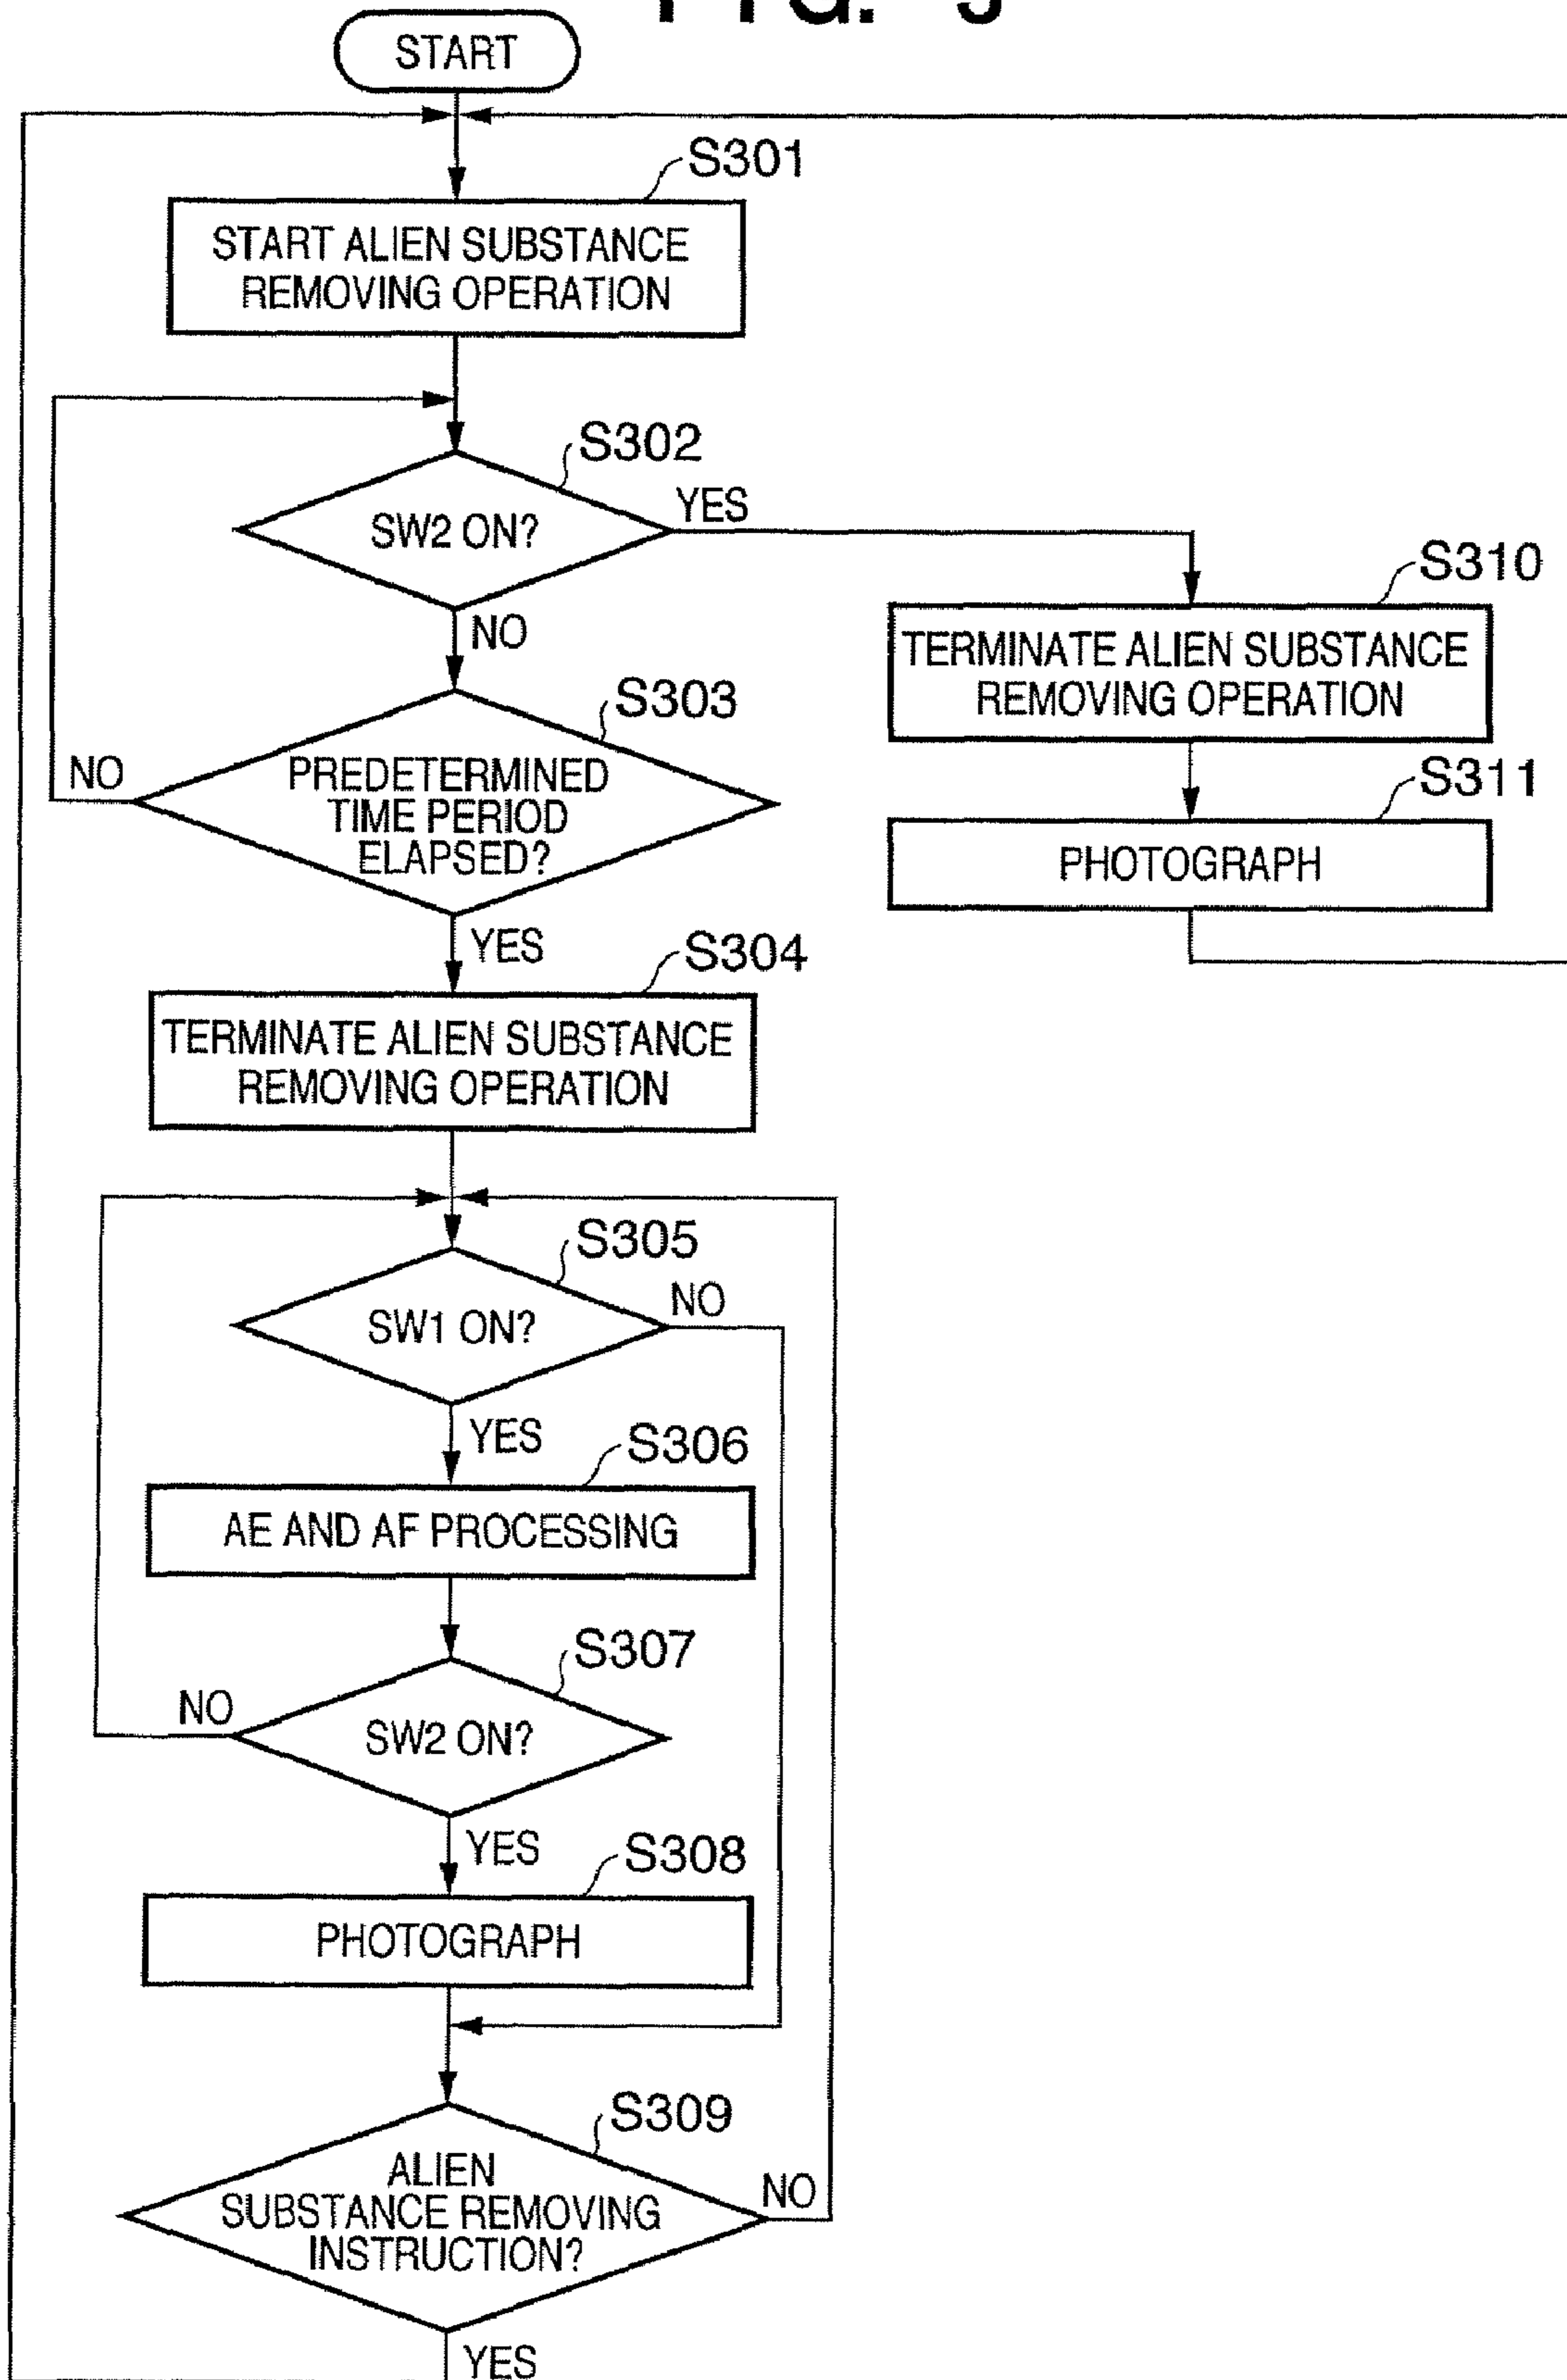 FIG.
START
S301
START ALIEN SUBSTANCE
REMOVING OPERATION
S302
SW2 ON?
YES
NO
S310
TERMINATE ALIEN SUBSTANCE
REMOVING OPERATION
S303
PREDETERMINED
TIME PERIOD
ELAPSED?
NO
YES
S311
PHOTOGRAPH
S304
TERMINATE ALIEN SUBSTANCE
REMOVING OPERATION
S305
SW1 ON?
NO
YES
S306
AE AND AF PROCESSING
S307
SW2 ON?
NO
YES
S308
PHOTOGRAPH
S309
ALIEN
SUBSTANCE REMOVING
INSTRUCTION?
NO
YES